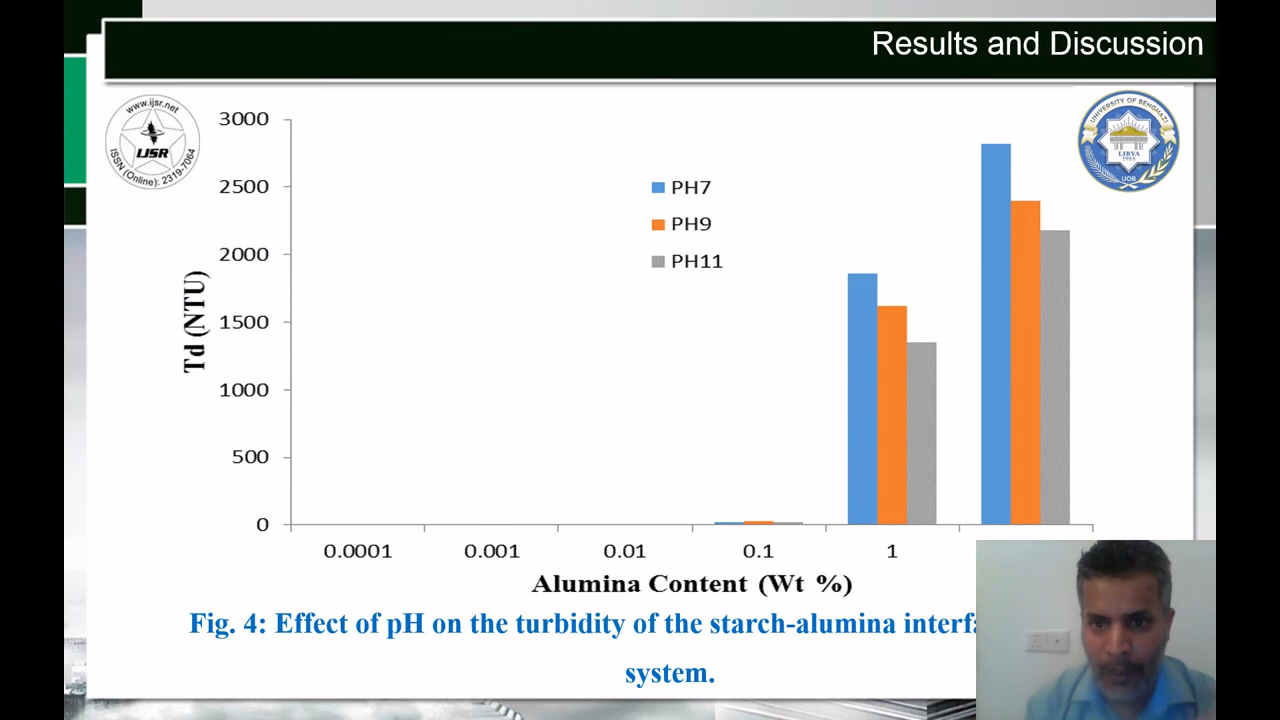 Results and Discussion
www.ijsr.net
IJSR
ISSN (Online): 2319-7064
UNIVERSITY OF BENGHAZI
LIBYA
1955
UOB
3000
2500
2000
1500
1000
500
0
Td (NTU)
PH7
PH9
PH11
0.0001 0.001 0.01 0.1 1
Alumina Content (Wt %)
Fig. 4: Effect of pH on the turbidity of the starch-alumina
system.